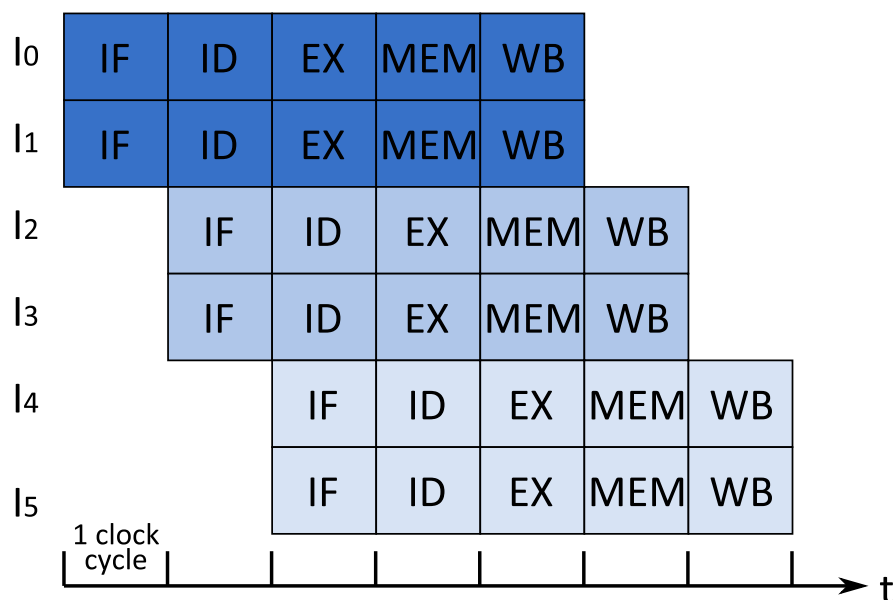 I0 IF ID EX MEM WB
I1 IF ID EX MEM WB
I2 IF ID EX MEM WB
I3 IF ID EX MEM WB
I4 IF ID EX MEM WB
I5 IF ID EX MEM WB
1 clock
cycle
t